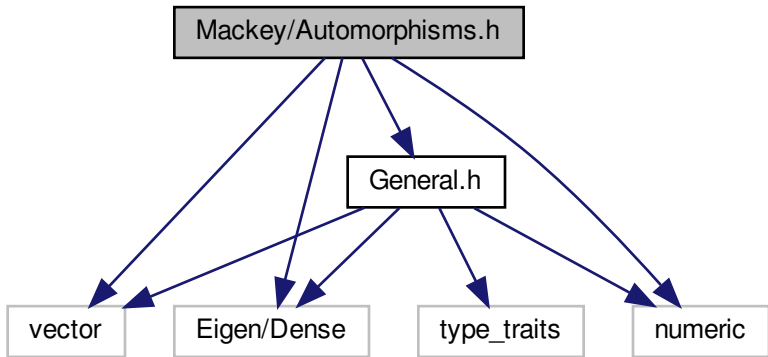 Mackey/Automorphisms.h
General.h
vector
Eigen/Dense
type_traits
numeric